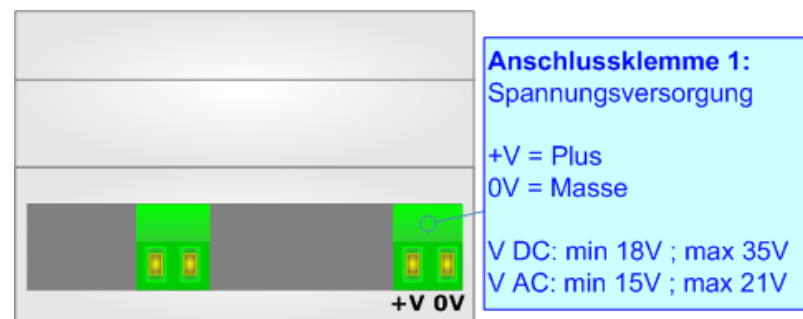 Anschlussklemme 1:
Spannungsversorgung
+V = Plus
0V = Masse
V DC: min 18V ; max 35V
V AC: min 15V ; max 21V
+V 0V